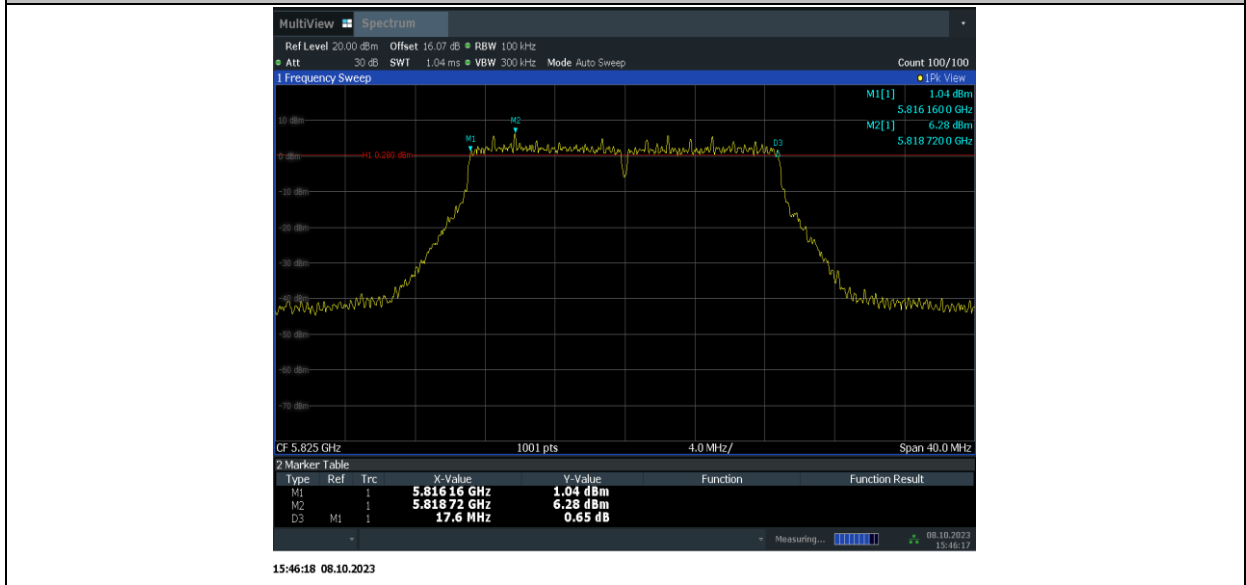 MultiView Spectrum
Ref Level 20.00 dBm Offset 16.07 dB RBW 100 kHz
Att 30 dB SWT 1.04 ms VBW 300 kHz Mode Auto Sweep Count 100/100
1 Frequency Sweep 1Pk View
M1[1] 1.04 dBm
5.816 160 0 GHz
10 dBm M2 M2[1] 6.28 dBm
M1 D3 5.818 720 0 GHz
0 dBm H1 0.280 dBm
-10 dBm
-20 dBm
-30 dBm
-40 dBm
-50 dBm
-60 dBm
-70 dBm
CF 5.825 GHz 1001 pts 4.0 MHz/ Span 40.0 MHz
2 Marker Table
Type Ref Trc X-Value Y-Value Function Function Result
M1 1 5.816 16 GHz 1.04 dBm
M2 1 5.818 72 GHz 6.28 dBm
D3 M1 1 17.6 MHz 0.65 dB
Measuring... 08.10.2023
15:46:17
15:46:18 08.10.2023